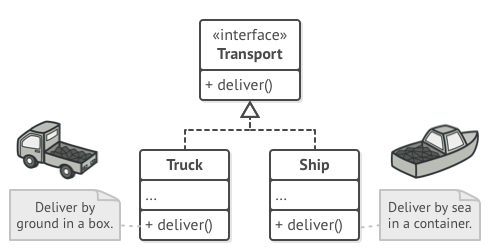 «interface»
Transport
+ deliver()
Truck
...
+ deliver()
Ship
...
+ deliver()
Deliver by
ground in a box.
Deliver by sea
in a container.